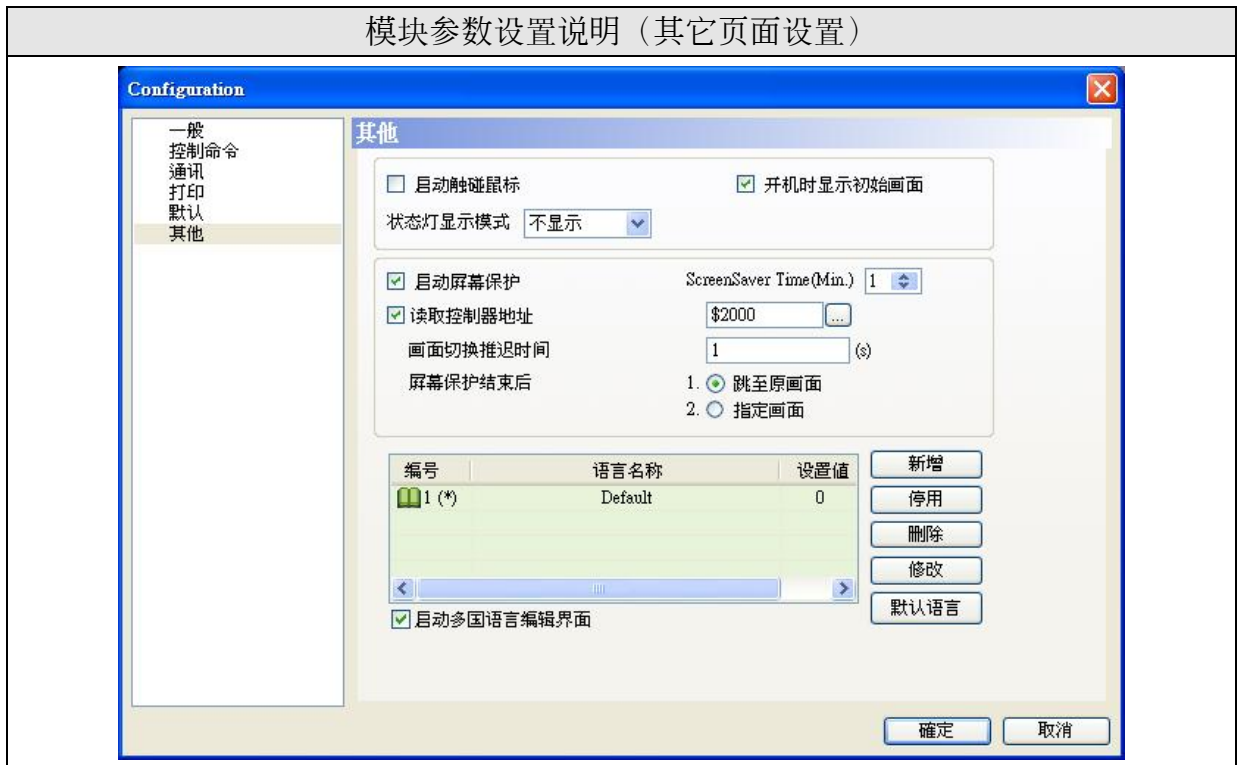 模块参数设置说明（其它页面设置）
Configuration
一般
控制命令
通讯
打印
默认
其他
其他
启动触碰鼠标 开机时显示初始画面
状态灯显示模式 不显示
启动屏幕保护 ScreenSaver Time(Min.) 1
读取控制器地址 $2000 ...
画面切换推迟时间 1 (s)
屏幕保护结束后 1. 跳至原画面
2. 指定画面
编号 语言名称 设置值
1 (*) Default 0
新增
停用
删除
修改
默认语言
启动多国语言编辑界面
確定 取消